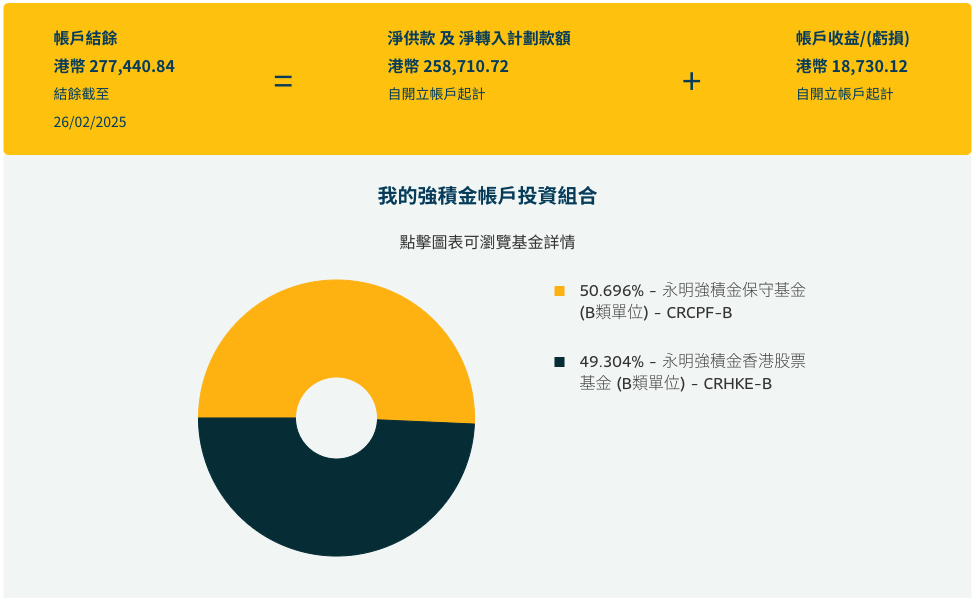 帳戶結餘
港幣 277,440.84
結餘截至
26/02/2025
=
淨供款 及 淨轉入計劃款額
港幣 258,710.72
自開立帳戶起計
+
帳戶收益/(虧損)
港幣 18,730.12
自開立帳戶起計
我的強積金帳戶投資組合
點擊圖表可瀏覽基金詳情
50.696% - 永明強積金保守基金
(B類單位) - CRCPF-B
49.304% - 永明強積金香港股票
基金 (B類單位) - CRHKE-B